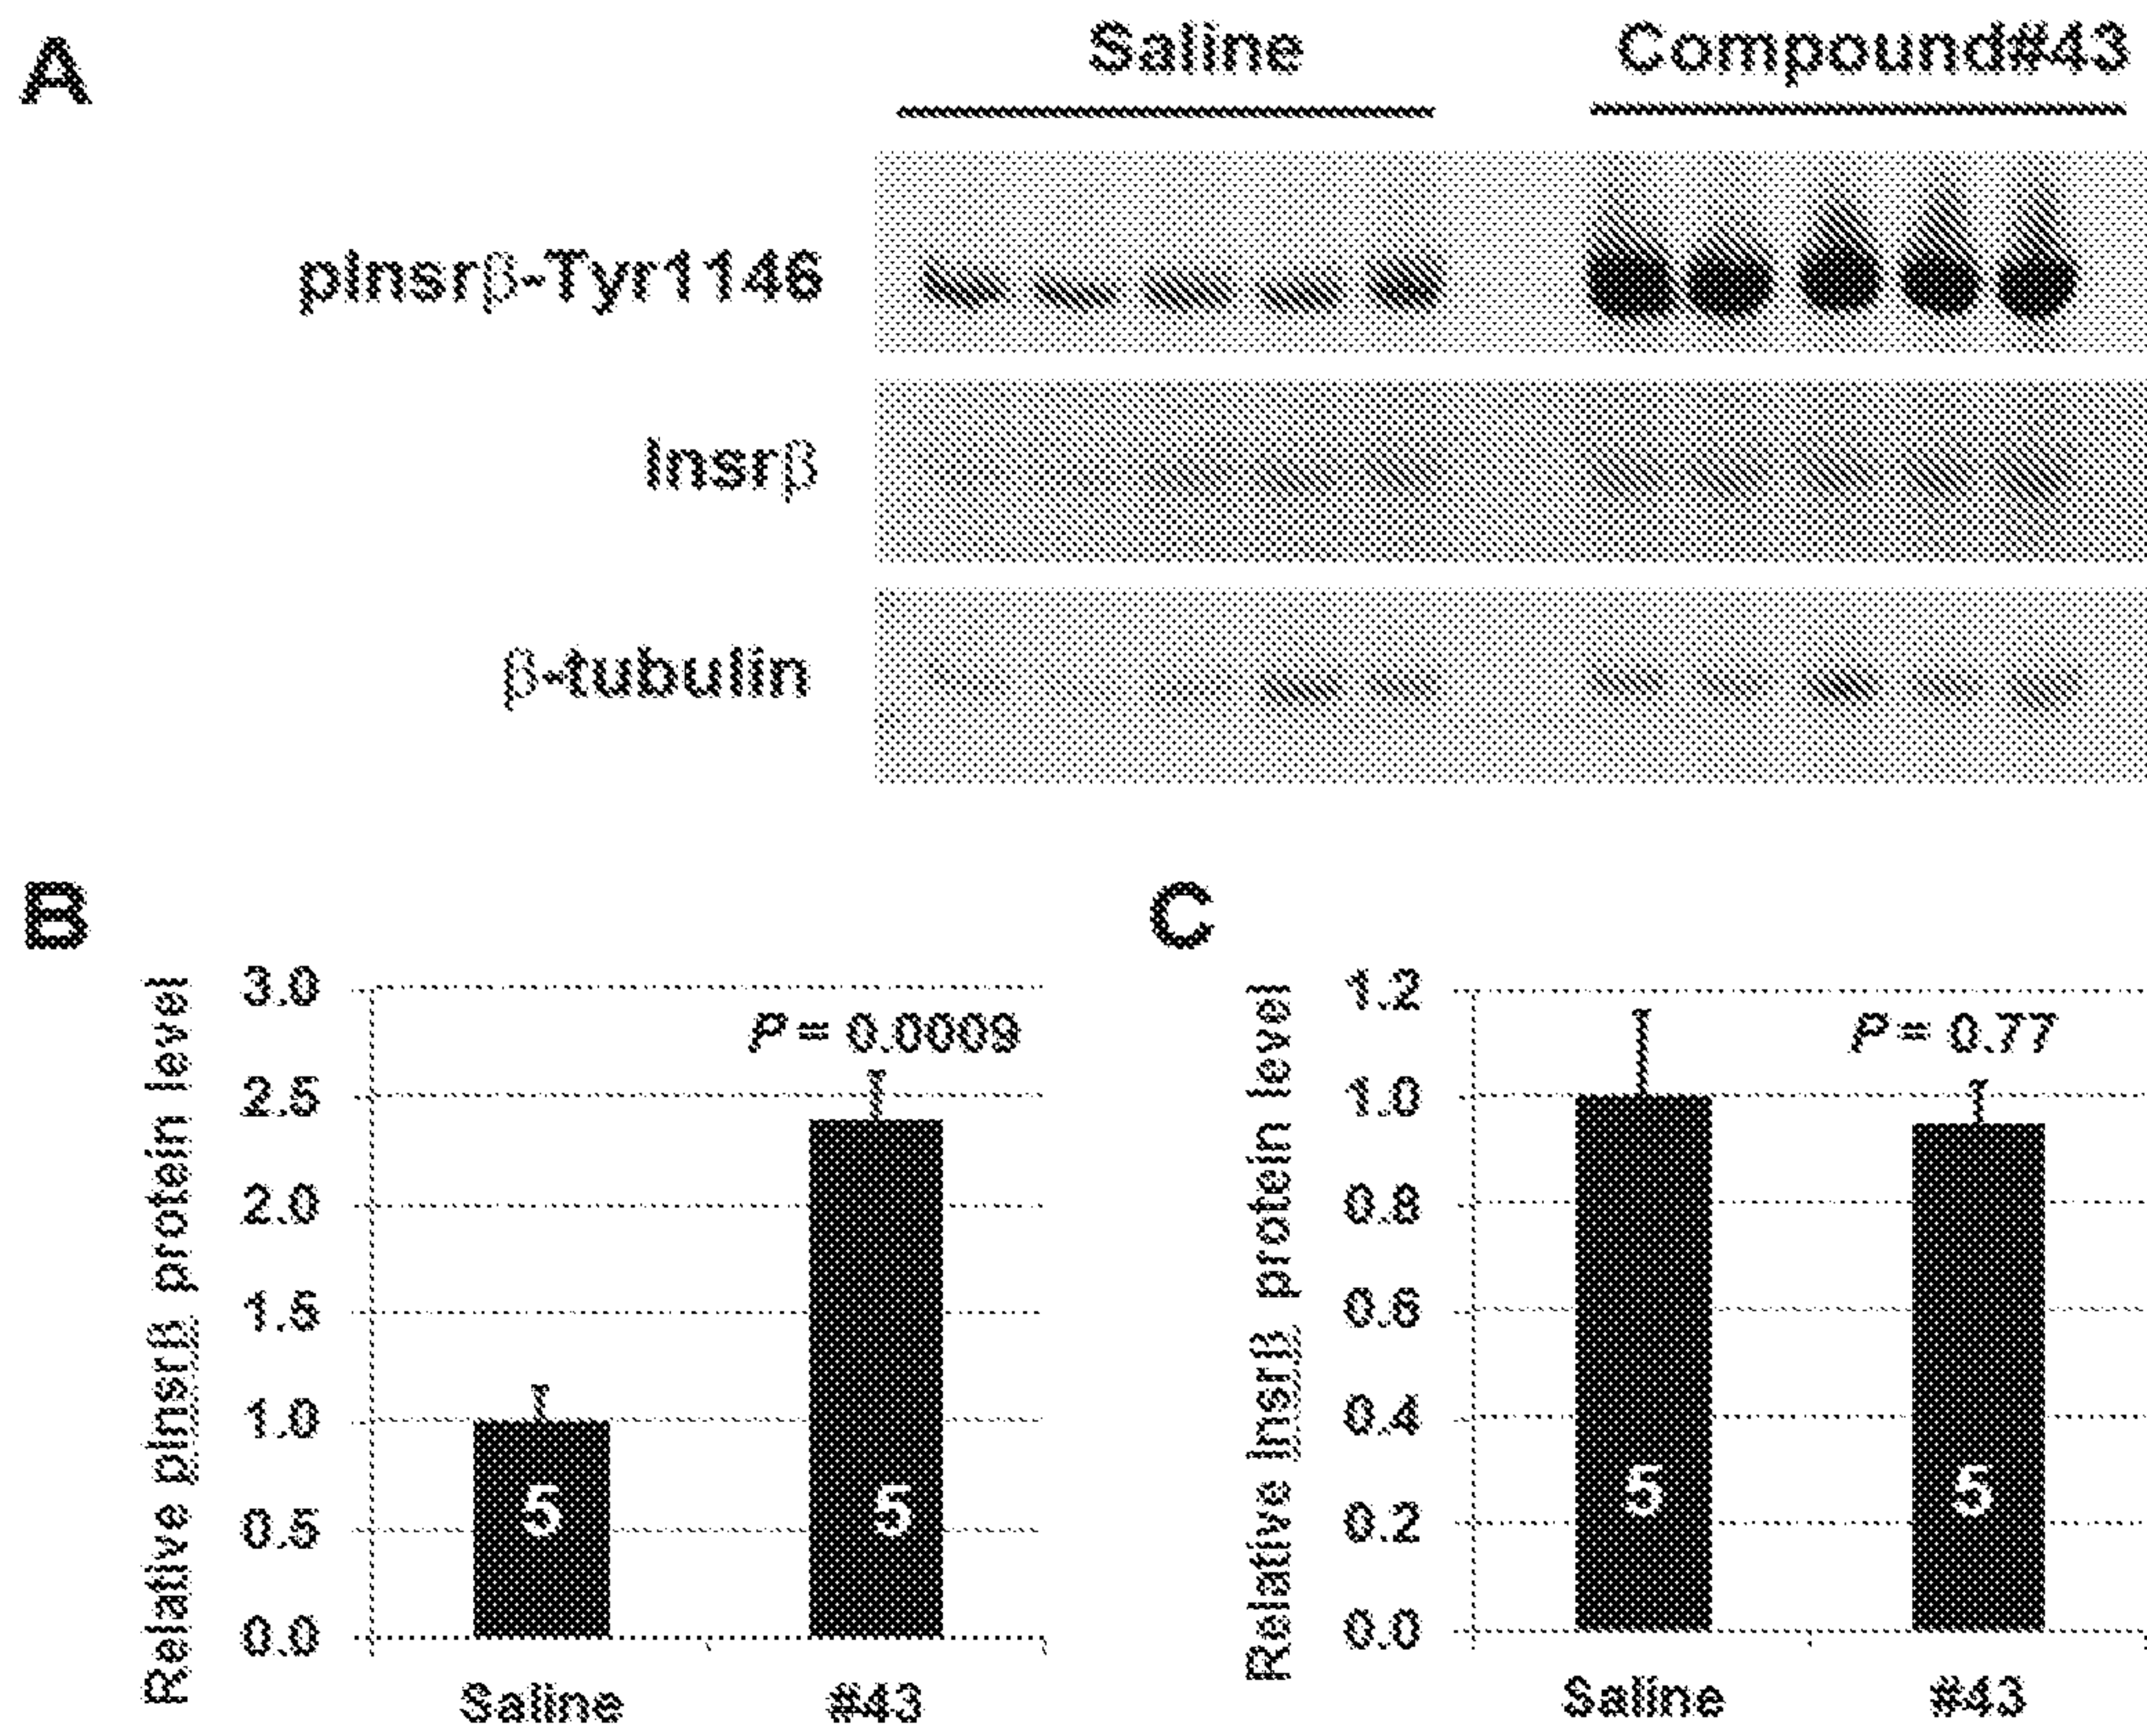 A
Saline Compound#43
pInsrβ-Tyr1146
Insrβ
β-tubulin
B
Relative pInsrβ protein level
3.0
2.5
2.0
1.5
1.0
0.5
0.0
P = 0.0009
5
5
Saline #43
C
Relative Insrβ protein level
1.2
1.0
0.8
0.6
0.4
0.2
0.0
P = 0.77
5
5
Saline #43